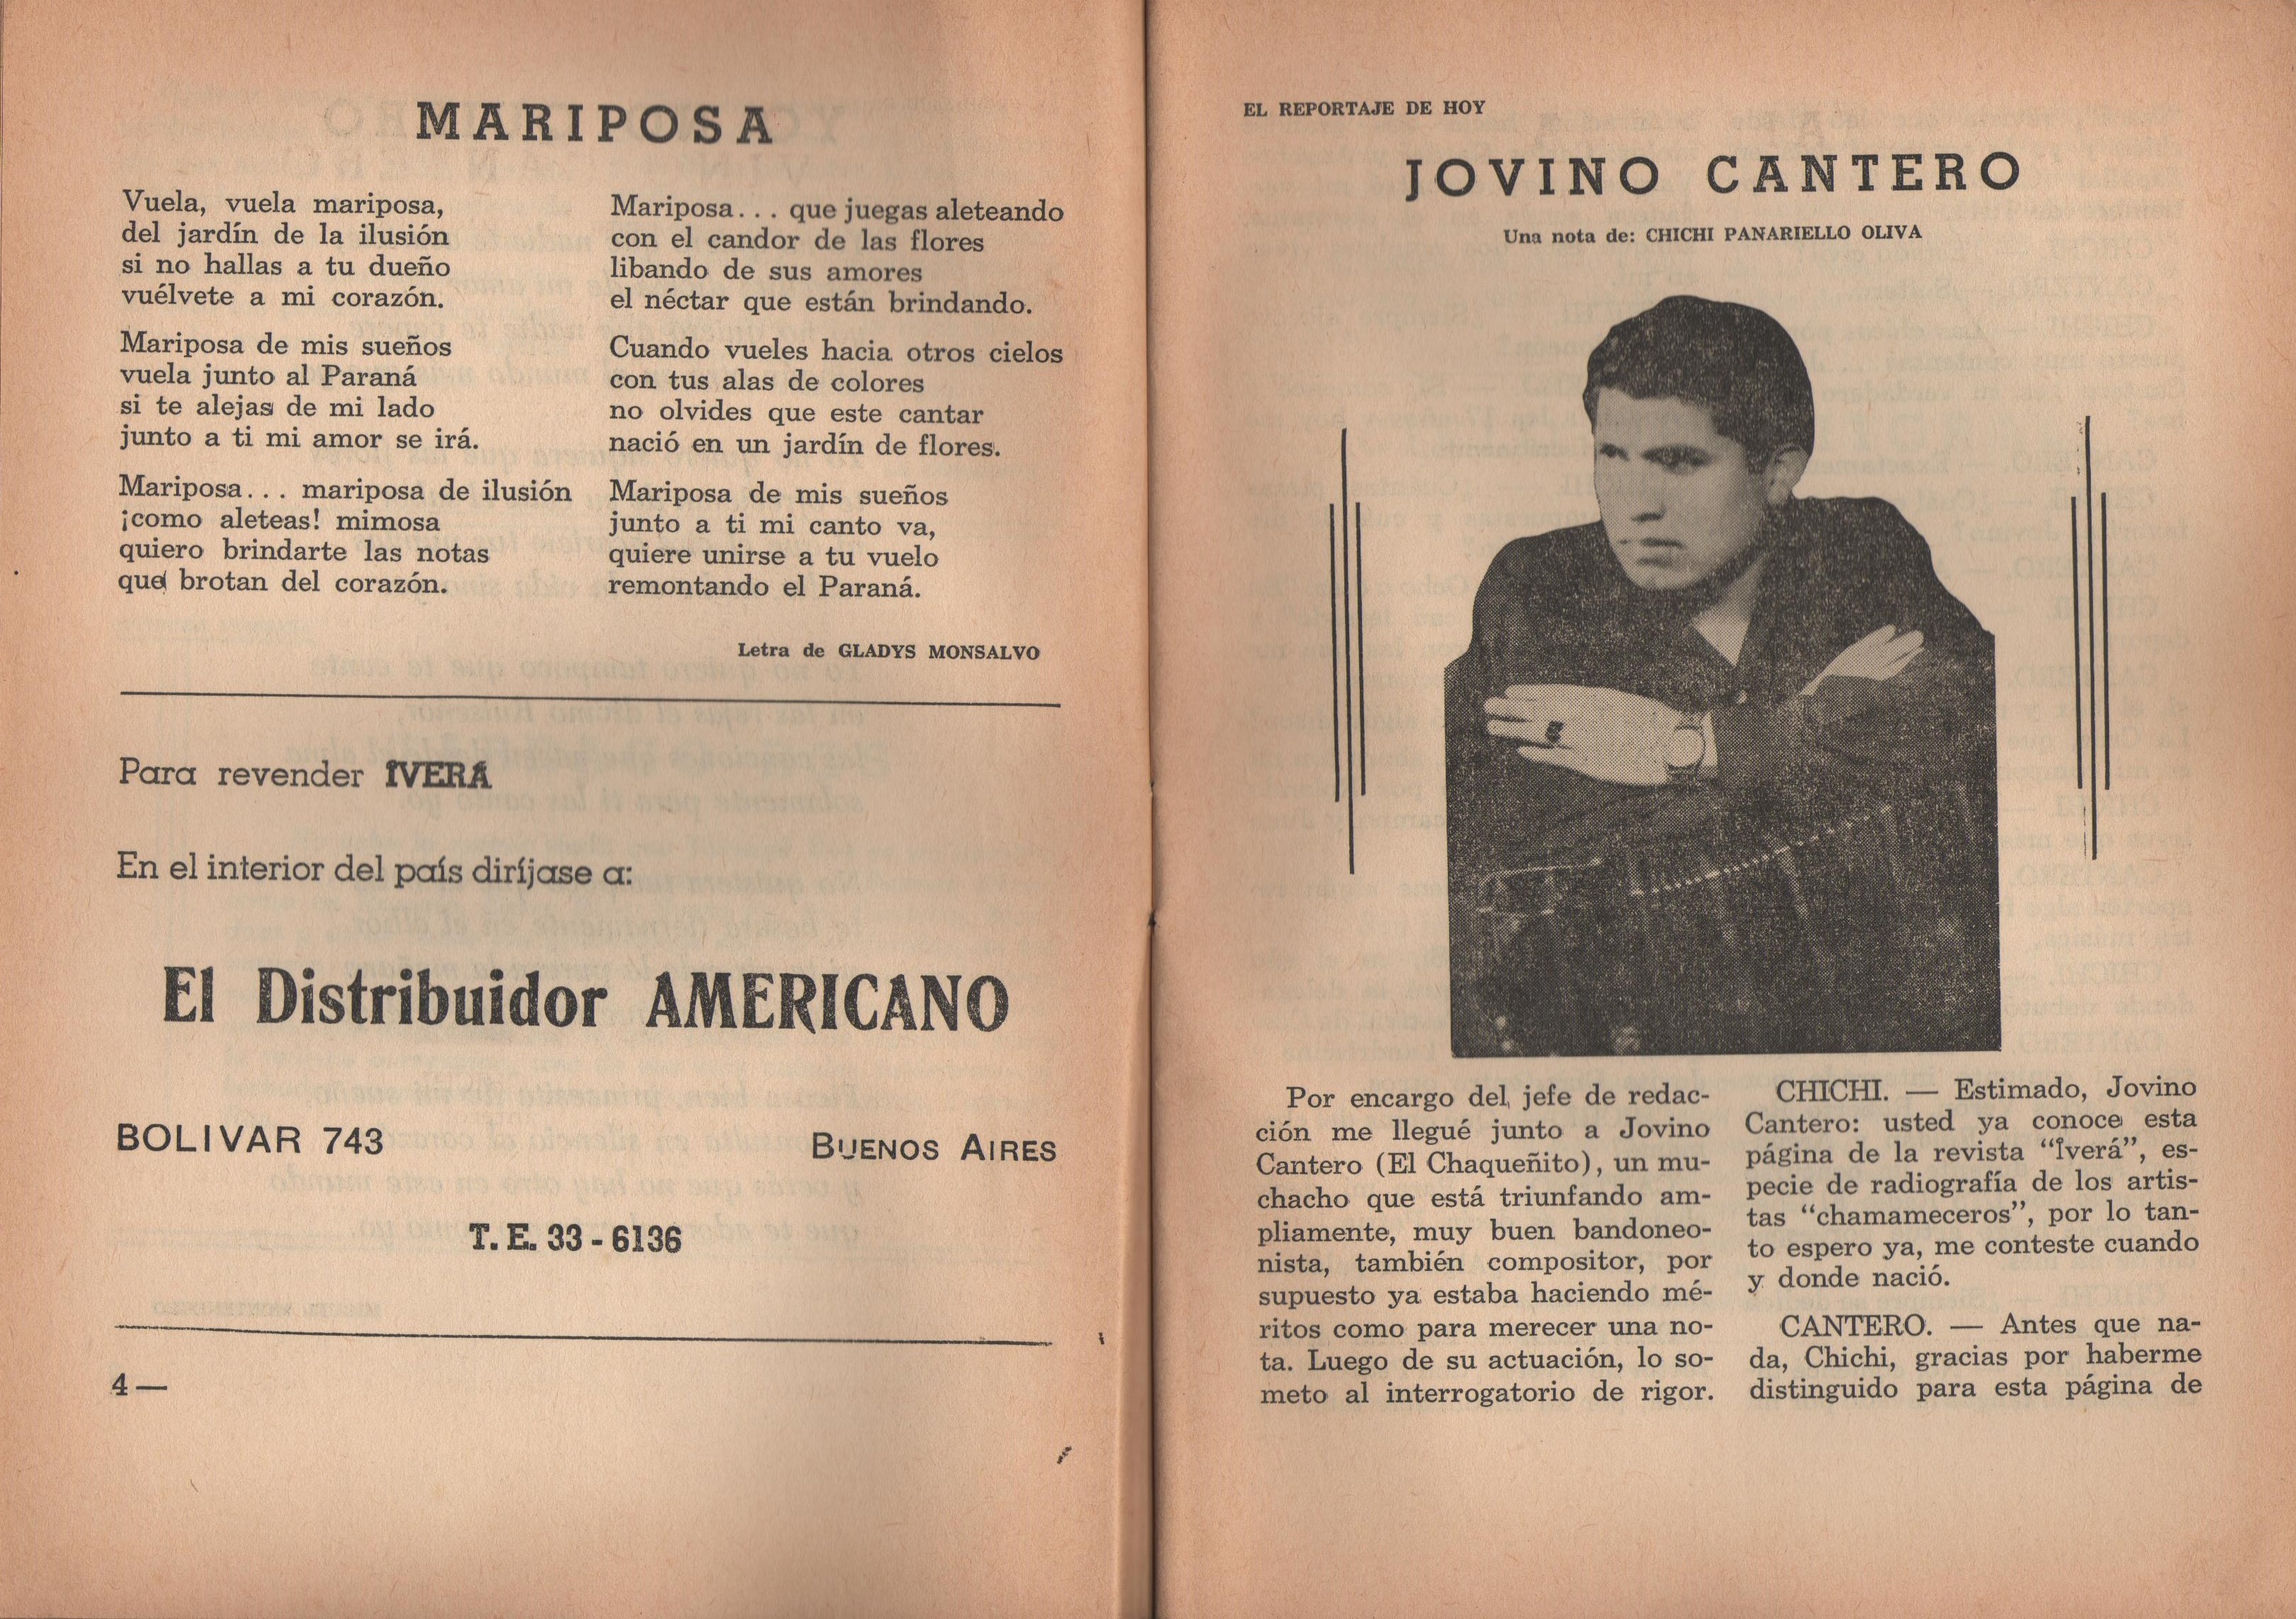 MARIPOSA
Vuela, vuela mariposa,
del jardín de la ilusión
si no hallas a tu dueño
vuélvete a mi corazón.
Mariposa de mis sueños
vuela junto al Paraná
si te alejas de mi lado
junto a ti mi amor se irá.
Mariposa... mariposa de ilusión
¡como aleteas! mimosa
quiero brindarte las notas
que brotan del corazón.
Mariposa... que juegas aleteando
con el candor de las flores
libando de sus amores
el néctar que están brindando.
Cuando vueles hacia otros cielos
con tus alas de colores
no olvides que este cantar
nació en un jardín de flores.
Mariposa de mis sueños
junto a ti mi canto va,
quiere unirse a tu vuelo
remontando el Paraná.
Letra de GLADYS MONSALVO
Para revender ÎVERÁ
En el interior del país diríjase a:
El Distribuidor AMERICANO
BOLIVAR 743
BUENOS AIRES
T. E. 33 - 6136
4 —
EL REPORTAJE DE HOY
JOVINO CANTERO
Una nota de: CHICHI PANARIELLO OLIVA
Por encargo del jefe de redac-
ción me llegué junto a Jovino
Cantero (El Chaqueñito), un mu-
chacho que está triunfando am-
pliamente, muy buen bandoneo-
nista, también compositor, por
supuesto ya estaba haciendo mé-
ritos como para merecer una no-
ta. Luego de su actuación, lo so-
meto al interrogatorio de rigor.
CHICHI. — Estimado, Jovino
Cantero: usted ya conoce esta
página de la revista “Îverá”, es-
pecie de radiografía de los artis-
tas “chamameceros”, por lo tan-
to espero ya, me conteste cuando
y donde nació.
CANTERO. — Antes que na-
da, Chichi, gracias por haberme
distinguido para esta página de